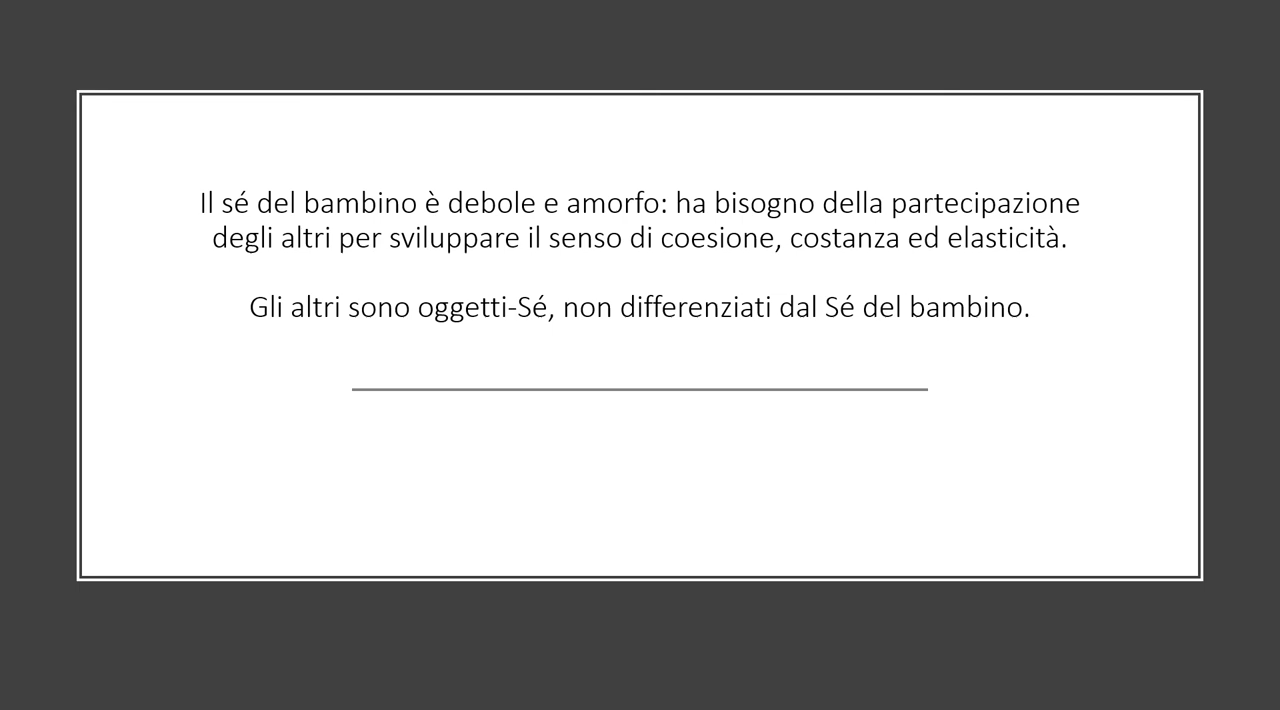 Il sé del bambino è debole e amorfo: ha bisogno della partecipazione
degli altri per sviluppare il senso di coesione, costanza ed elasticità.
Gli altri sono oggetti-Sé, non differenziati dal Sé del bambino.